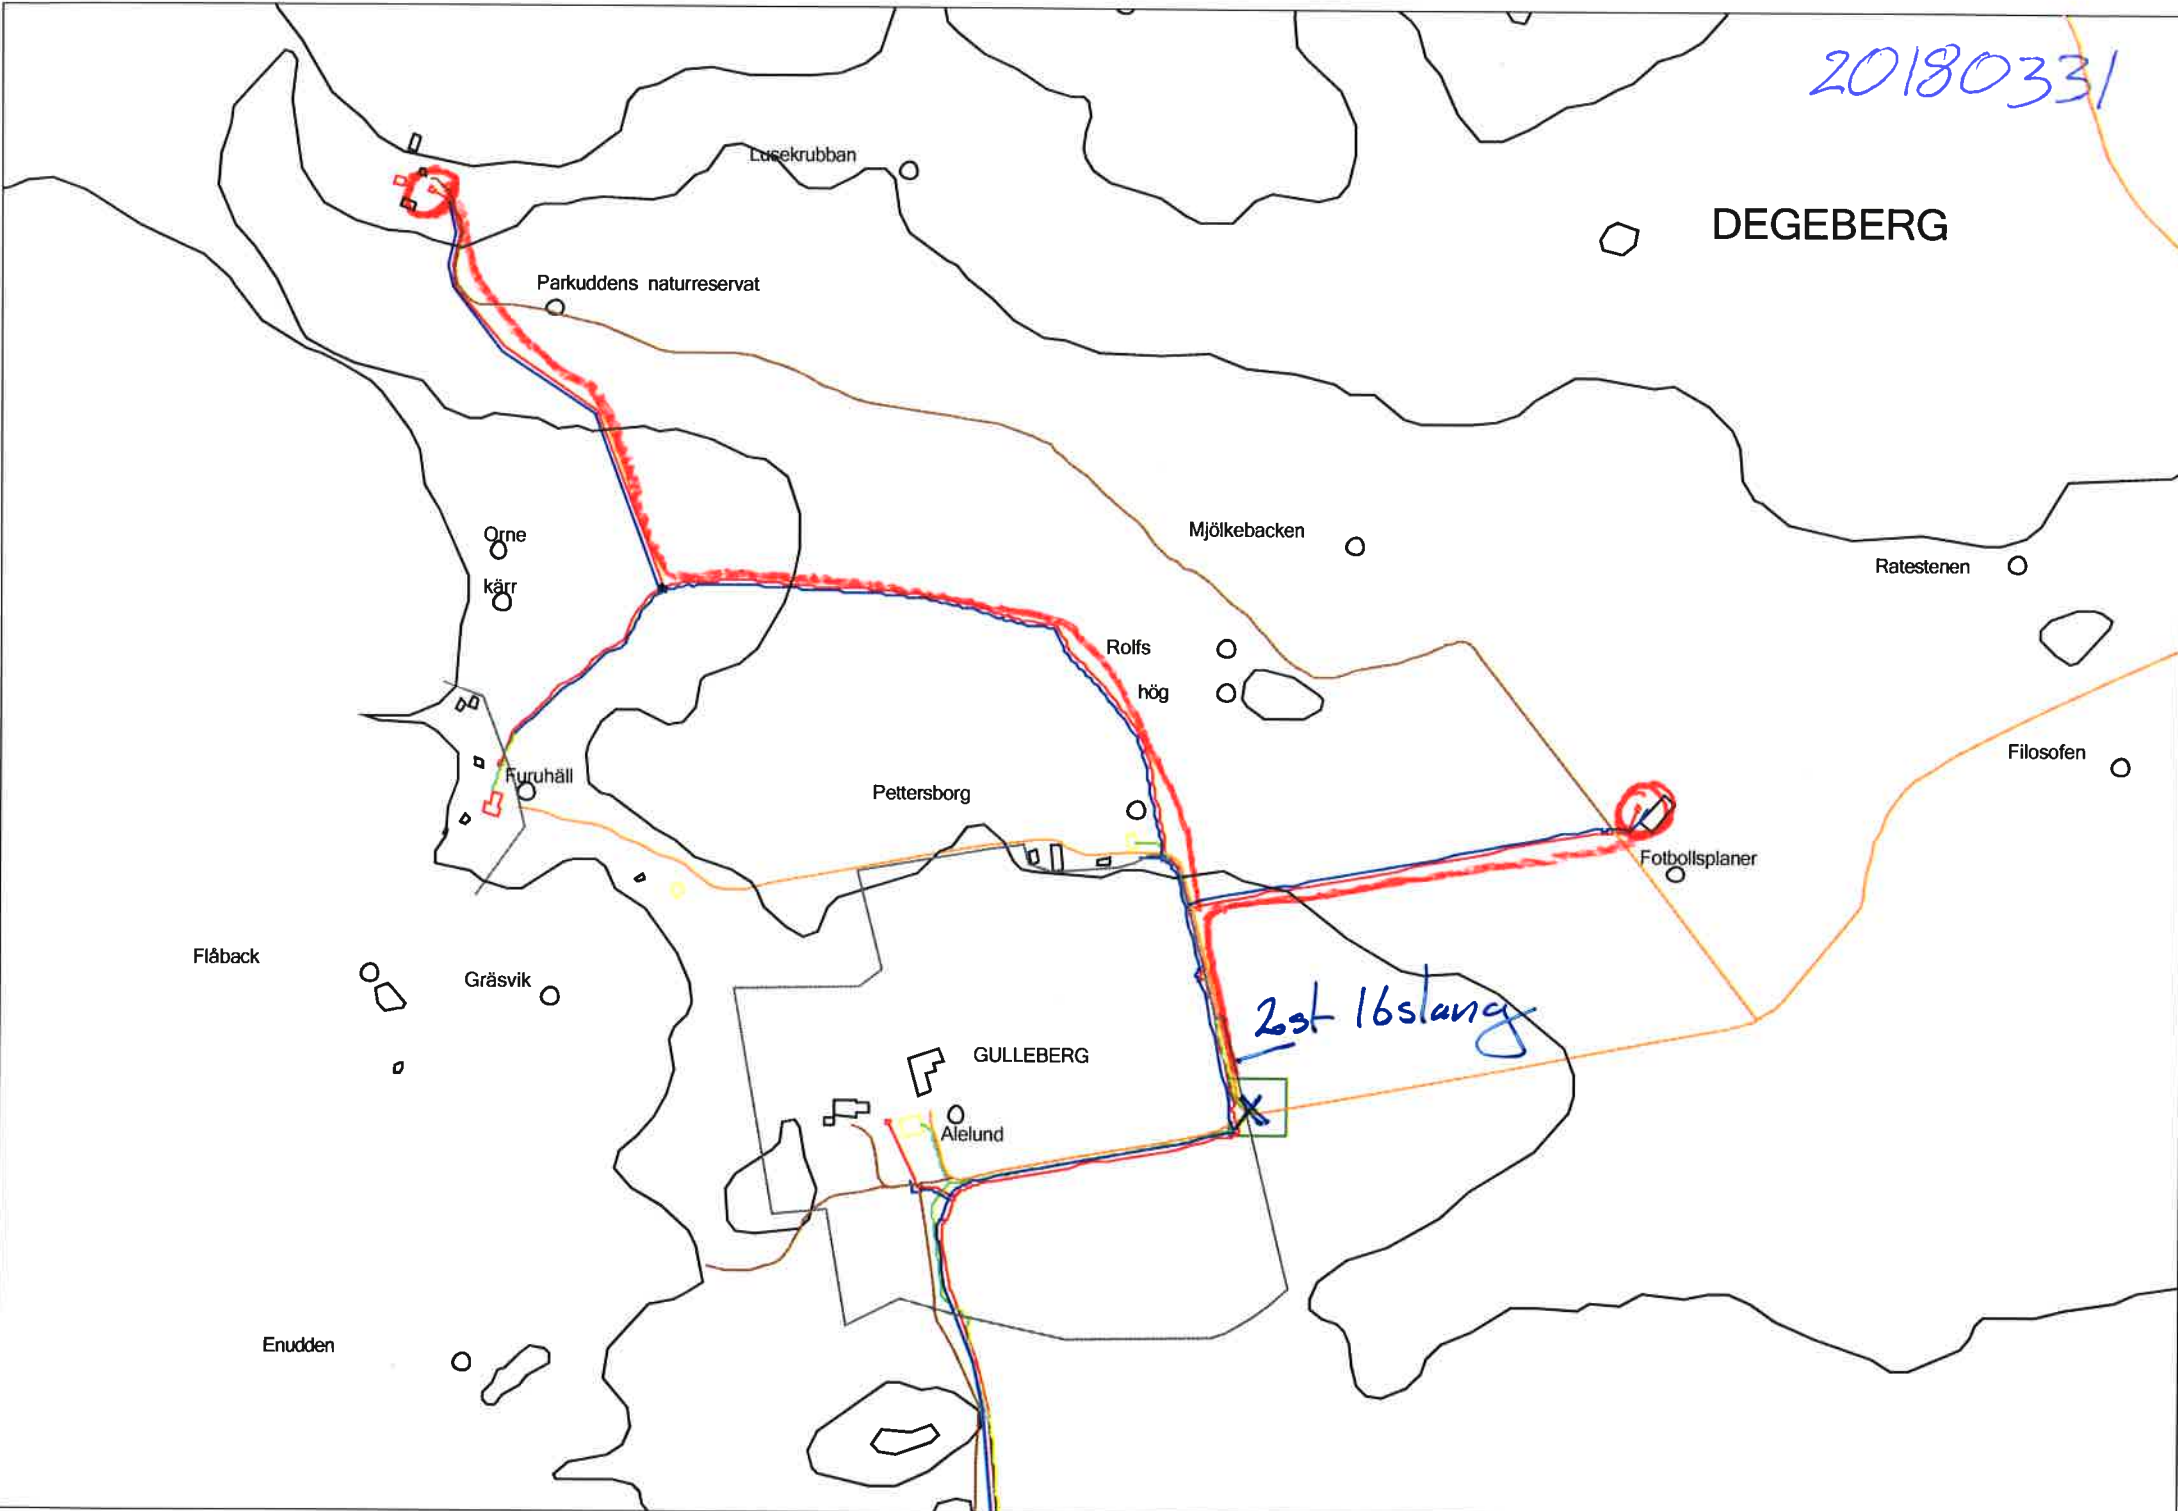 20180331
Lusekrubban
DEGEBERG
Parkuddens naturreservat
Orne
kärr
Mjölkebacken
Ratestenen
Rolfs
hög
Filosofen
Furuhäll
Pettersborg
Fotbollsplaner
Flåback
Gräsvik
2st 16slang
GULLEBERG
Alelund
Enudden